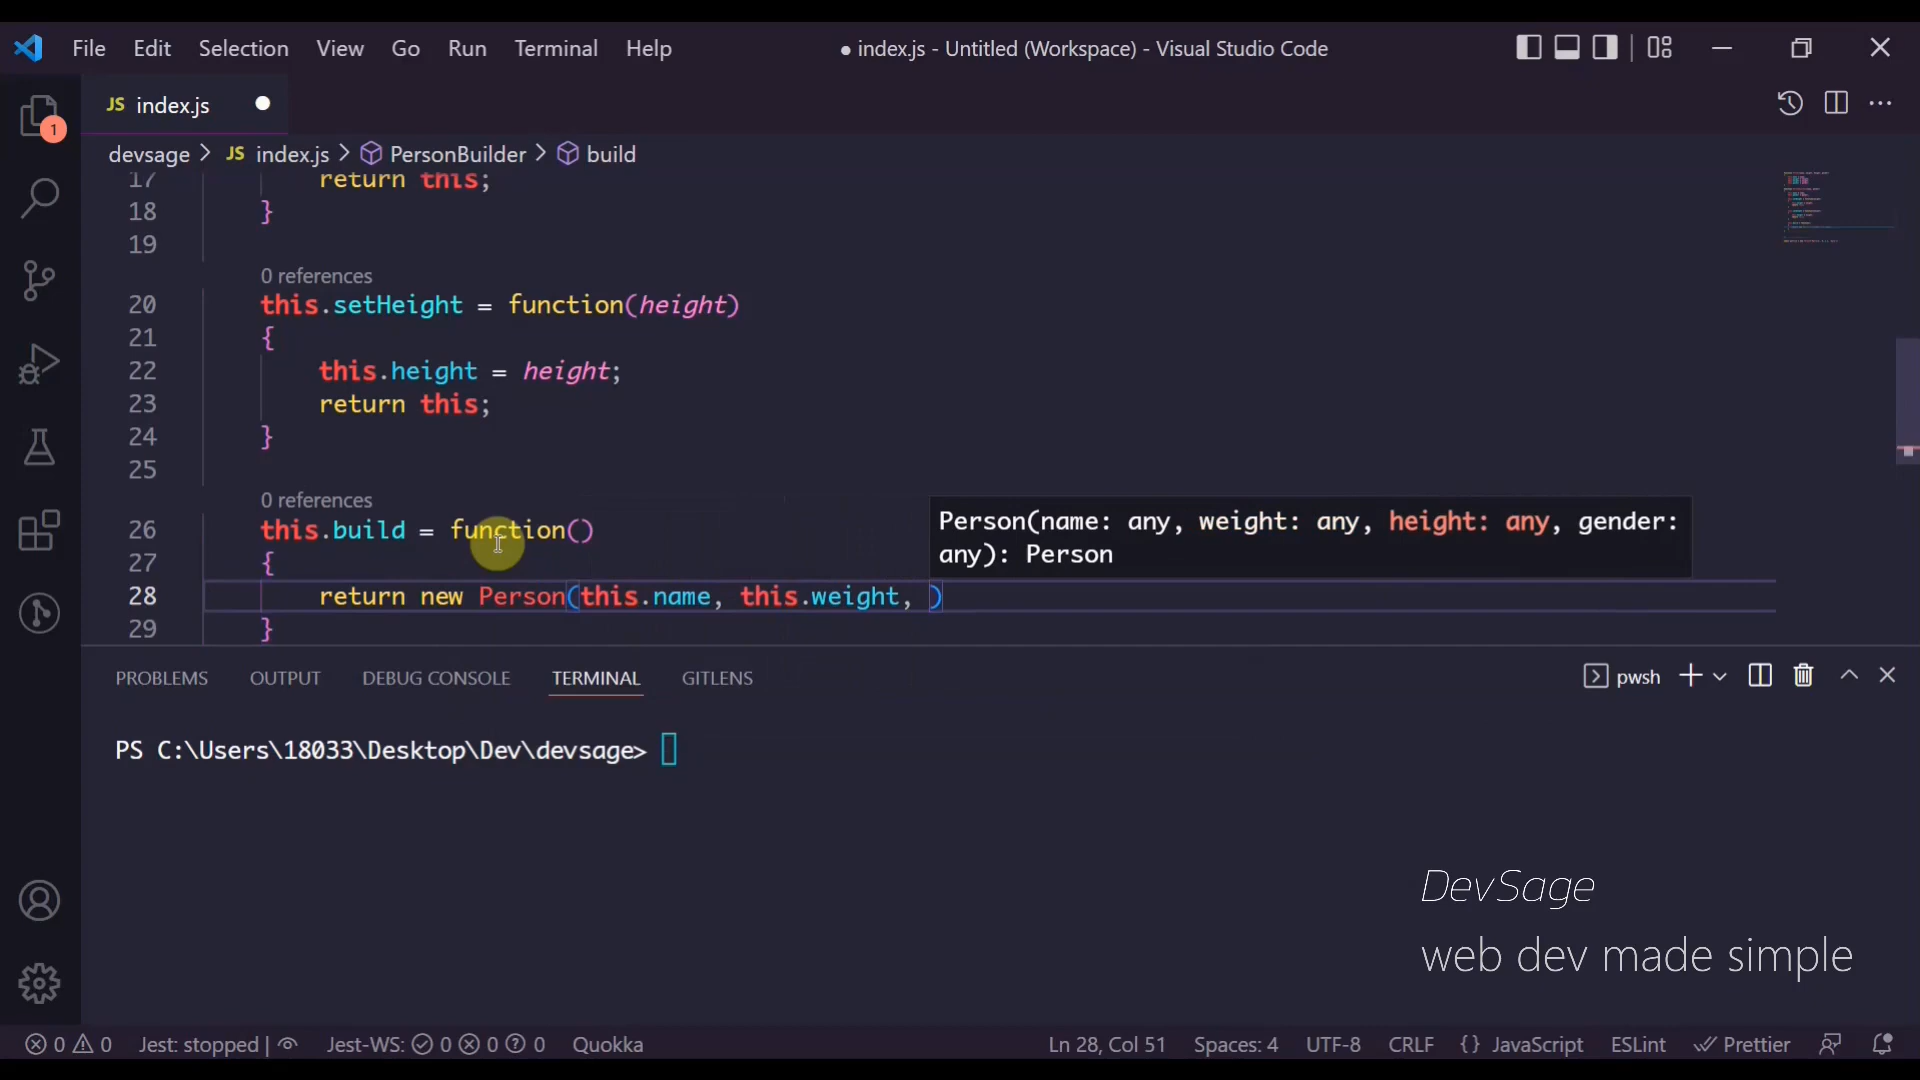 File Edit Selection View Go Run Terminal Help ● index.js - Untitled (Workspace) - Visual Studio Code
JS index.js
1
devsage > JS index.js > PersonBuilder > build
17 return this;
18 }
19
0 references
20 this.setHeight = function(height)
21 {
22 this.height = height;
23 return this;
24 }
25
0 references
26 this.build = function()
27 {
Person(name: any, weight: any, height: any, gender:
any): Person
28 return new Person(this.name, this.weight, )
29 }
PROBLEMS OUTPUT DEBUG CONSOLE TERMINAL GITLENS pwsh
PS C:\Users\18033\Desktop\Dev\devsage>
DevSage
web dev made simple
0 0 Jest: stopped | Jest-WS: 0 0 0 Quokka Ln 28, Col 51 Spaces: 4 UTF-8 CRLF {} JavaScript ESLint Prettier